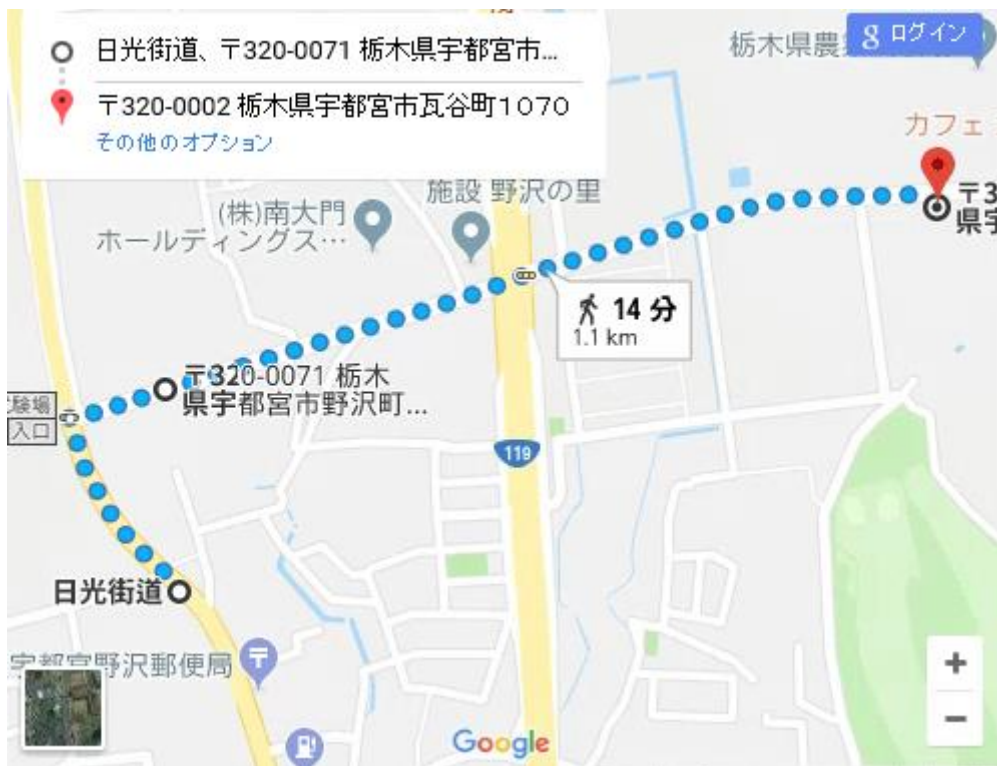 日光街道、〒320-0071 栃木県宇都宮市...
〒320-0002 栃木県宇都宮市瓦谷町1070
その他のオプション
g ログイン
栃木県農
カフェ
施設 野沢の里
(株)南大門
ホールディングス…
〒3
県宇
14 分
1.1 km
〒320-0071 栃木
県宇都宮市野沢町...
験場
入口
119
日光街道
宇都宮野沢郵便局
〒
+
−
Google